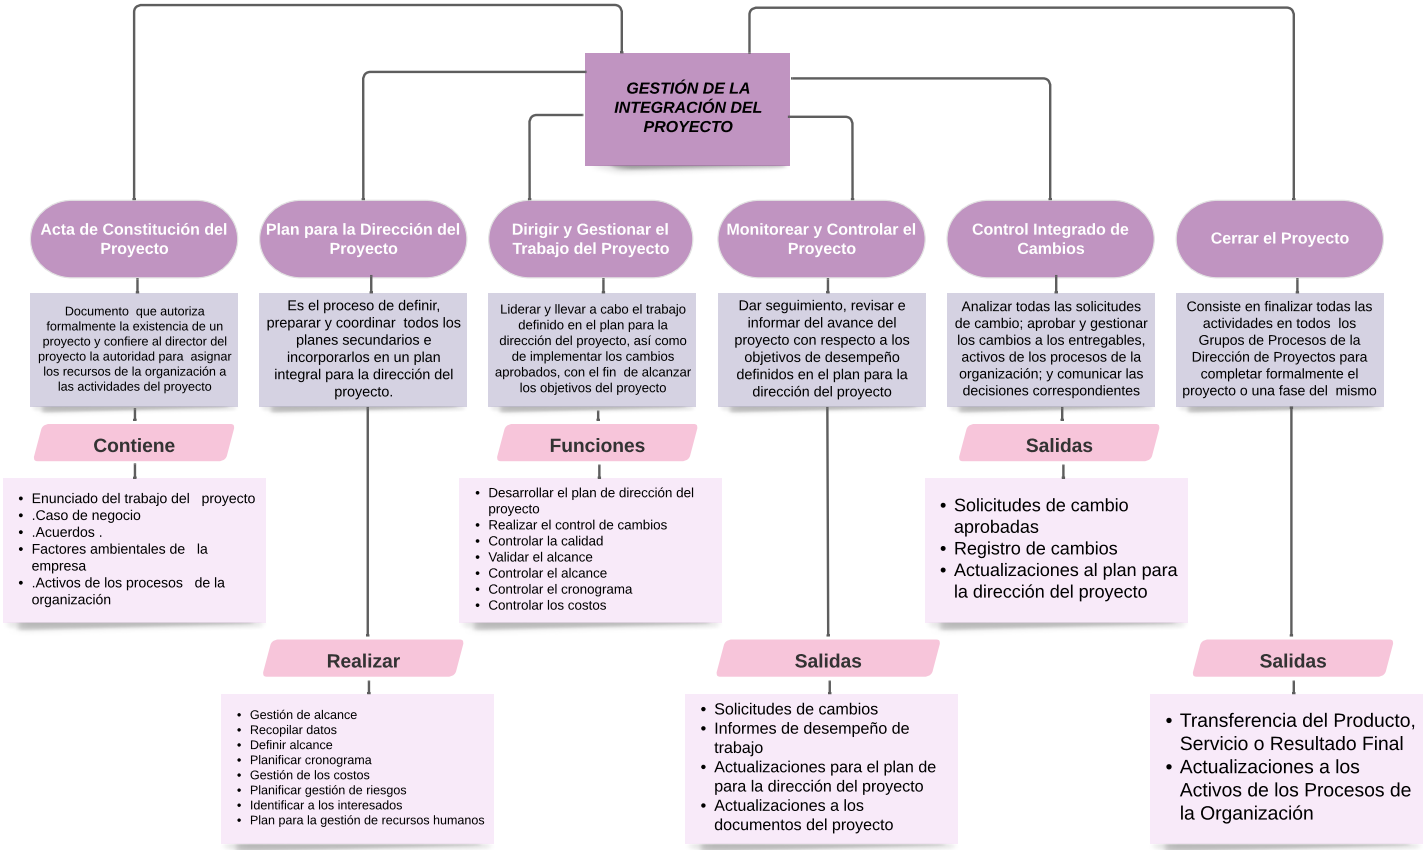 GESTIÓN DE LA
INTEGRACIÓN DEL
PROYECTO
Acta de Constitución del
Proyecto
Documento que autoriza
formalmente la existencia de un
proyecto y confiere al director del
proyecto la autoridad para asignar
los recursos de la organización a
las actividades del proyecto
Contiene
• Enunciado del trabajo del proyecto
• .Caso de negocio
• .Acuerdos .
• Factores ambientales de la
empresa
• .Activos de los procesos de la
organización
Plan para la Dirección del
Proyecto
Es el proceso de definir,
preparar y coordinar todos los
planes secundarios e
incorporarlos en un plan
integral para la dirección del
proyecto.
Realizar
• Gestión de alcance
• Recopilar datos
• Definir alcance
• Planificar cronograma
• Gestión de los costos
• Planificar gestión de riesgos
• Identificar a los interesados
• Plan para la gestión de recursos humanos
Dirigir y Gestionar el
Trabajo del Proyecto
Liderar y llevar a cabo el trabajo
definido en el plan para la
dirección del proyecto, así como
de implementar los cambios
aprobados, con el fin de alcanzar
los objetivos del proyecto
Funciones
• Desarrollar el plan de dirección del
proyecto
• Realizar el control de cambios
• Controlar la calidad
• Validar el alcance
• Controlar el alcance
• Controlar el cronograma
• Controlar los costos
Monitorear y Controlar el
Proyecto
Dar seguimiento, revisar e
informar del avance del
proyecto con respecto a los
objetivos de desempeño
definidos en el plan para la
dirección del proyecto
Salidas
• Solicitudes de cambios
• Informes de desempeño de
trabajo
• Actualizaciones para el plan de
para la dirección del proyecto
• Actualizaciones a los
documentos del proyecto
Control Integrado de
Cambios
Analizar todas las solicitudes
de cambio; aprobar y gestionar
los cambios a los entregables,
activos de los procesos de la
organización; y comunicar las
decisiones correspondientes
Salidas
• Solicitudes de cambio
aprobadas
• Registro de cambios
• Actualizaciones al plan para
la dirección del proyecto
Cerrar el Proyecto
Consiste en finalizar todas las
actividades en todos los
Grupos de Procesos de la
Dirección de Proyectos para
completar formalmente el
proyecto o una fase del mismo
Salidas
• Transferencia del Producto,
Servicio o Resultado Final
• Actualizaciones a los
Activos de los Procesos de
la Organización